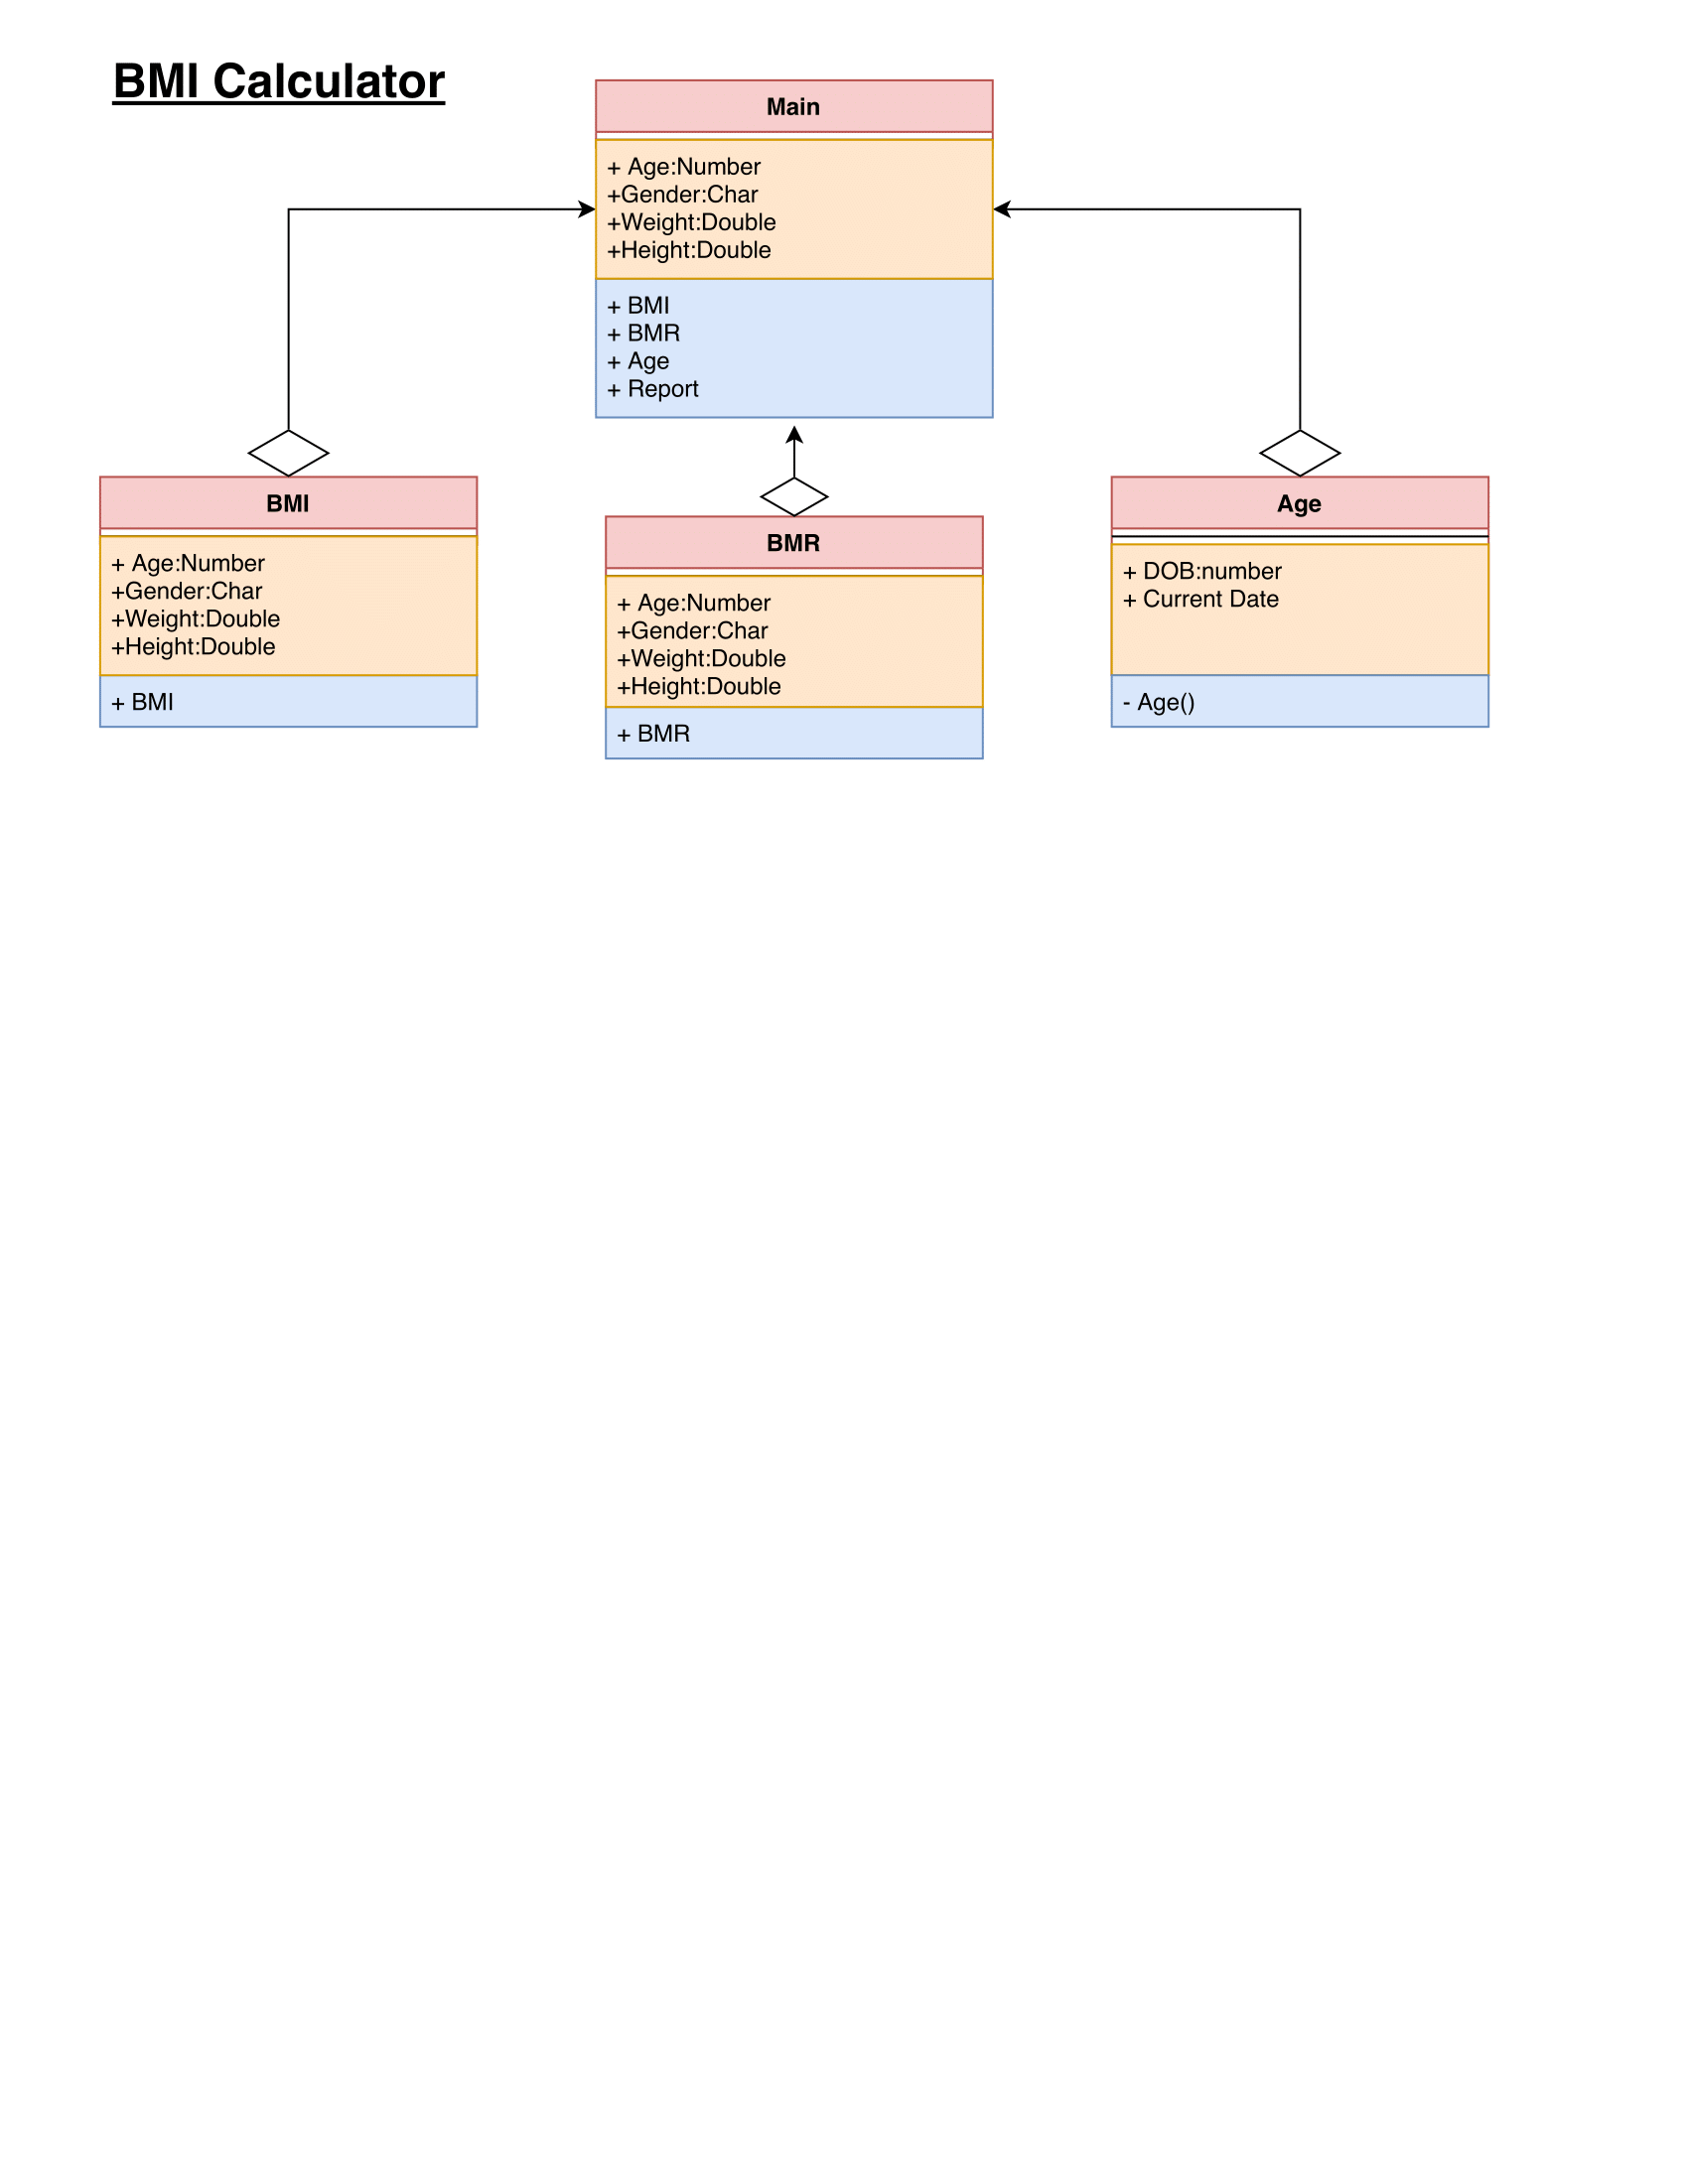 BMI Calculator
Main
+ Age:Number
+Gender:Char
+Weight:Double
+Height:Double
+ BMI
+ BMR
+ Age
+ Report
BMI
+ Age:Number
+Gender:Char
+Weight:Double
+Height:Double
+ BMI
BMR
+ Age:Number
+Gender:Char
+Weight:Double
+Height:Double
+ BMR
Age
+ DOB:number
+ Current Date
- Age()